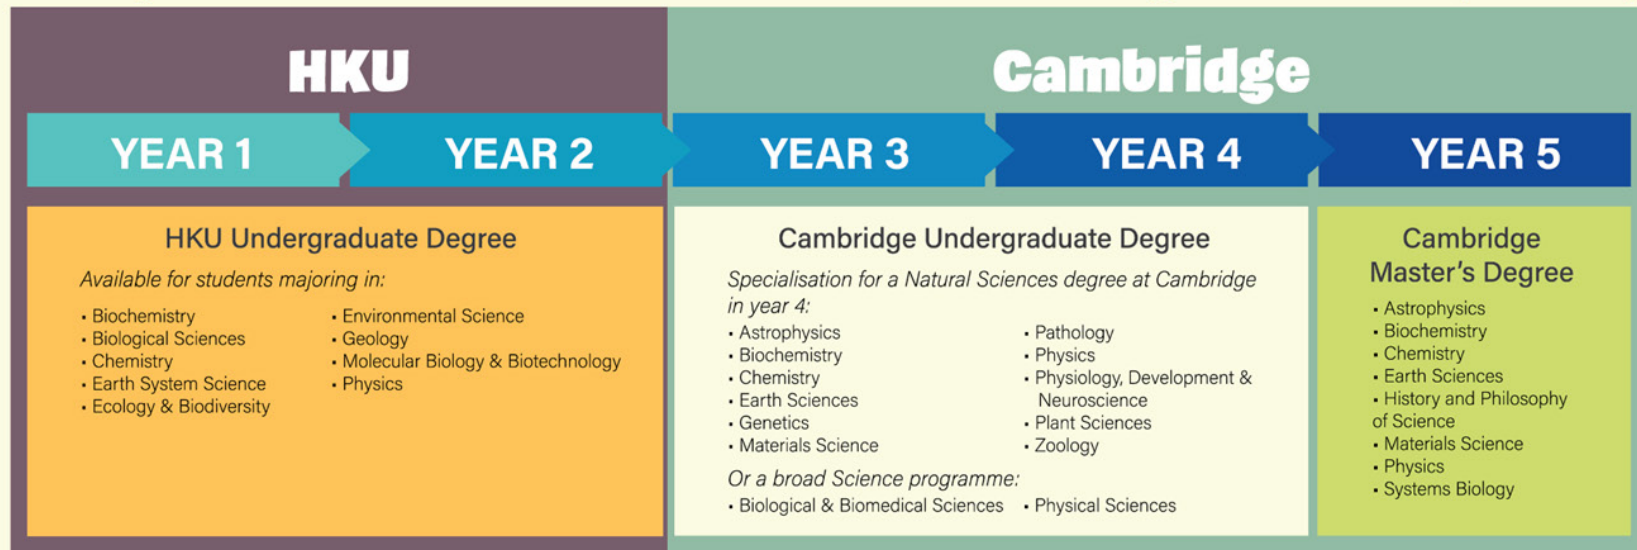 HKU
Cambridge
YEAR 1
YEAR 2
YEAR 3
YEAR 4
YEAR 5
HKU Undergraduate Degree
Available for students majoring in:
• Biochemistry
• Biological Sciences
• Chemistry
• Earth System Science
• Ecology & Biodiversity
• Environmental Science
• Geology
• Molecular Biology & Biotechnology
• Physics
Cambridge Undergraduate Degree
Specialisation for a Natural Sciences degree at Cambridge
in year 4:
• Astrophysics
• Biochemistry
• Chemistry
• Earth Sciences
• Genetics
• Materials Science
• Pathology
• Physics
• Physiology, Development &
Neuroscience
• Plant Sciences
• Zoology
Or a broad Science programme:
• Biological & Biomedical Sciences
• Physical Sciences
Cambridge
Master's Degree
• Astrophysics
• Biochemistry
• Chemistry
• Earth Sciences
• History and Philosophy
of Science
• Materials Science
• Physics
• Systems Biology